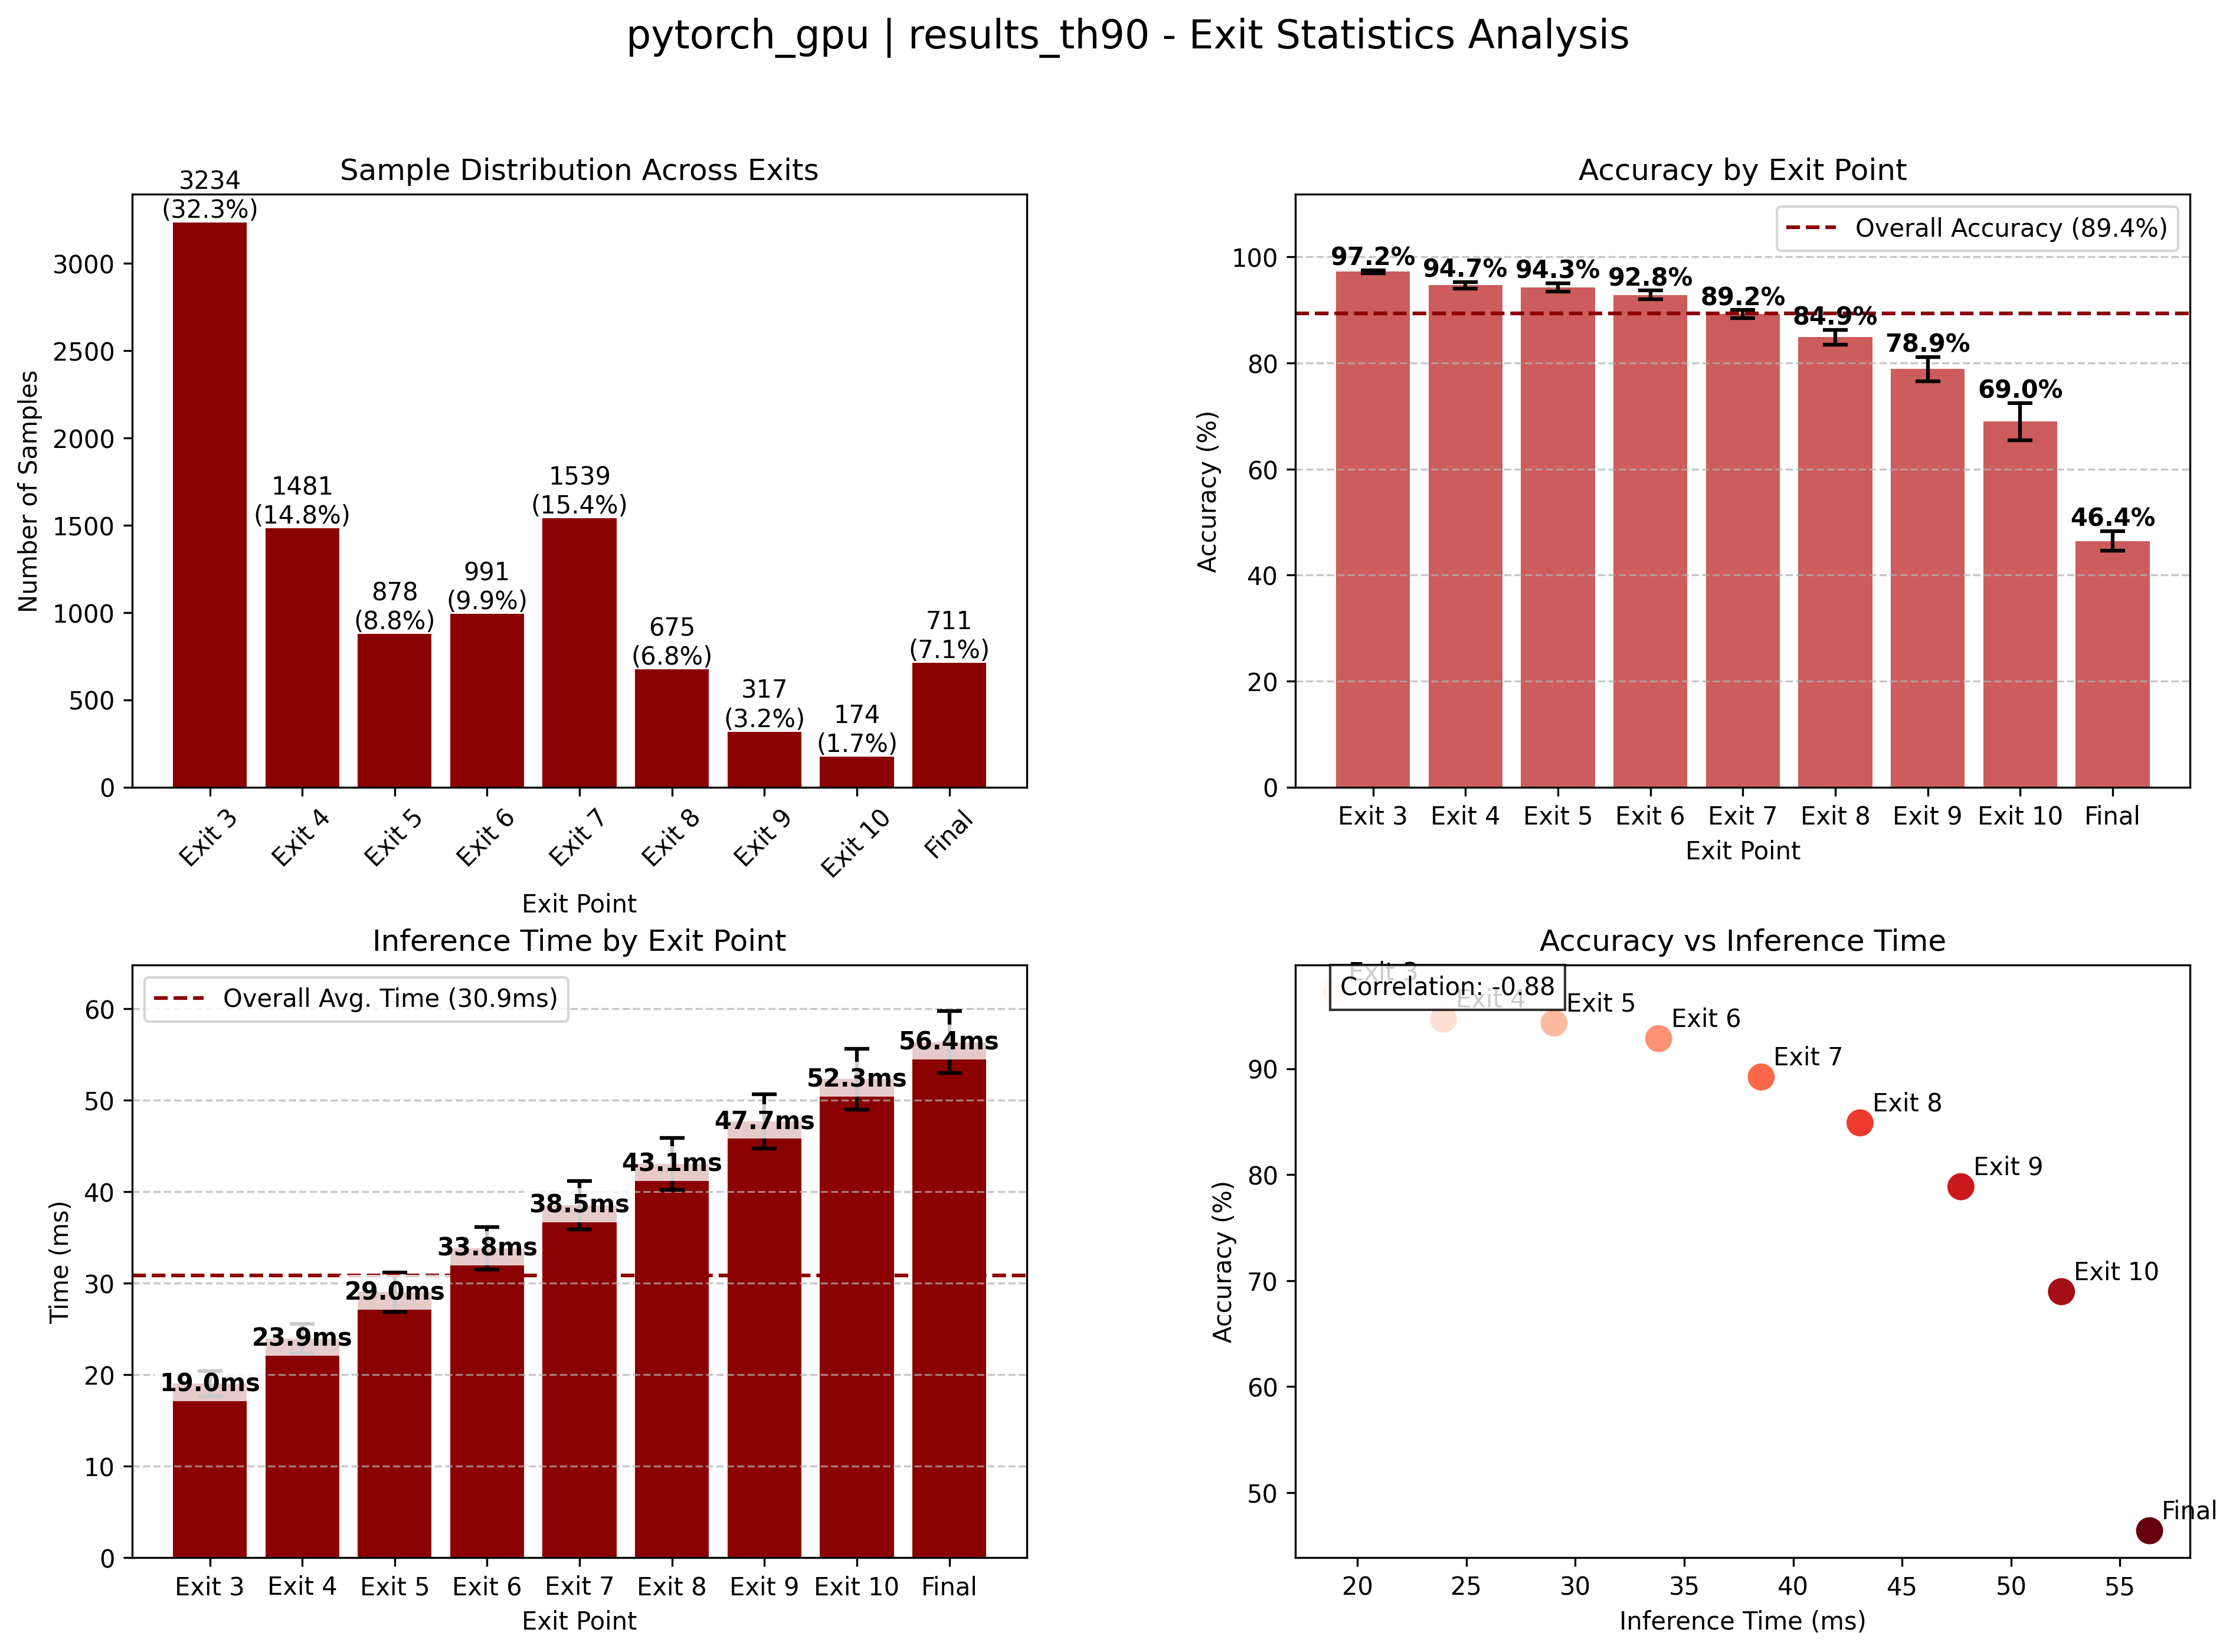 pytorch_gpu | results_th90 - Exit Statistics Analysis
Sample Distribution Across Exits
Number of Samples
3000
2500
2000
1500
1000
500
0
3234
(32.3%)
1481
(14.8%)
878
(8.8%)
991
(9.9%)
1539
(15.4%)
675
(6.8%)
317
(3.2%)
174
(1.7%)
711
(7.1%)
Exit 3
Exit 4
Exit 5
Exit 6
Exit 7
Exit 8
Exit 9
Exit 10
Final
Exit Point
Accuracy by Exit Point
Overall Accuracy (89.4%)
Accuracy (%)
100
80
60
40
20
0
97.2%
94.7%
94.3%
92.8%
89.2%
84.9%
78.9%
69.0%
46.4%
Exit 3
Exit 4
Exit 5
Exit 6
Exit 7
Exit 8
Exit 9
Exit 10
Final
Exit Point
Inference Time by Exit Point
Overall Avg. Time (30.9ms)
Time (ms)
60
50
40
30
20
10
0
19.0ms
23.9ms
29.0ms
33.8ms
38.5ms
43.1ms
47.7ms
52.3ms
56.4ms
Exit 3
Exit 4
Exit 5
Exit 6
Exit 7
Exit 8
Exit 9
Exit 10
Final
Exit Point
Accuracy vs Inference Time
Correlation: -0.88
Accuracy (%)
90
80
70
60
50
Exit 3
Exit 4
Exit 5
Exit 6
Exit 7
Exit 8
Exit 9
Exit 10
Final
20
25
30
35
40
45
50
55
Inference Time (ms)